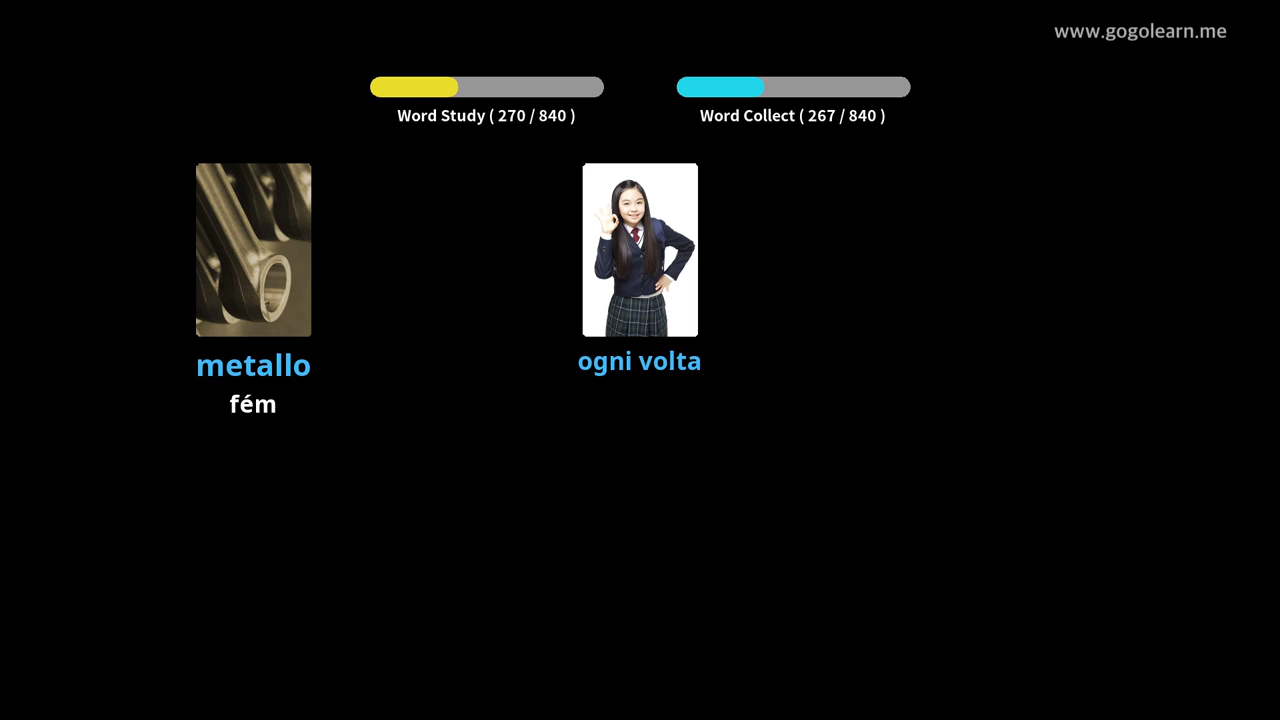 www.gogolearn.me
Word Study ( 270 / 840 )
Word Collect ( 267 / 840 )
metallo
fém
ogni volta